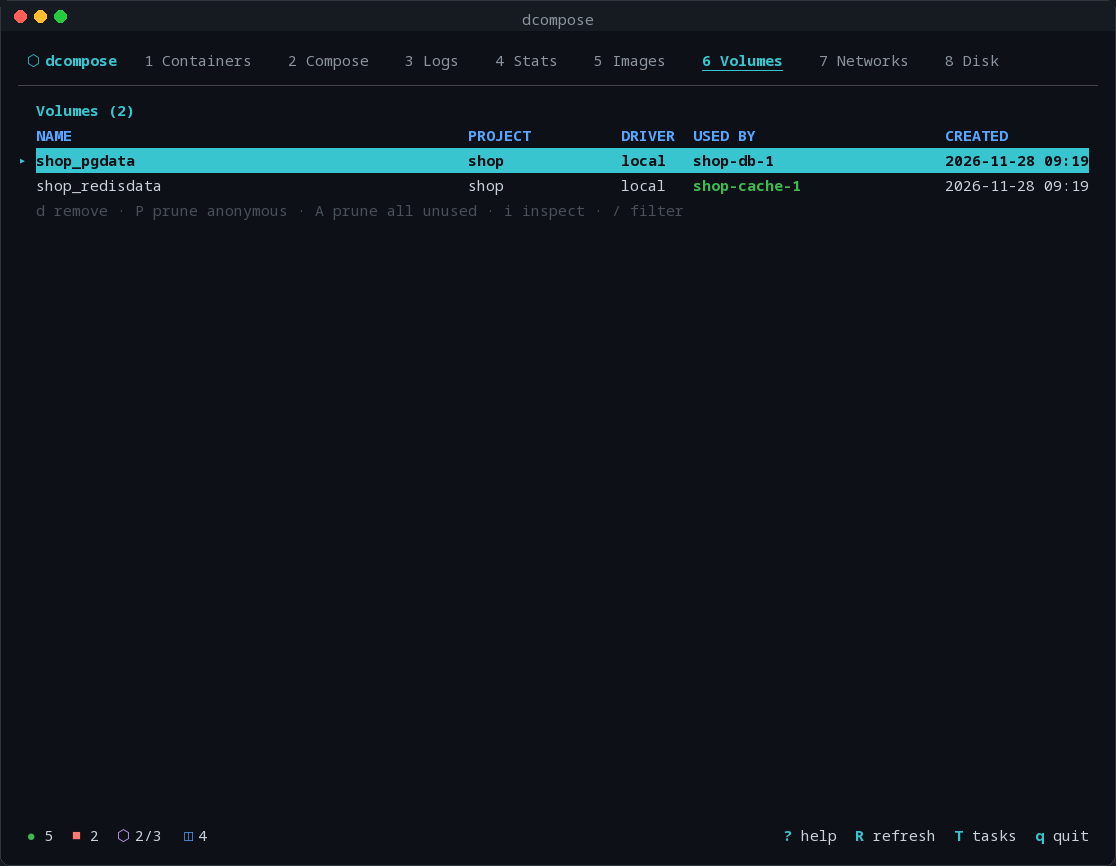 dcompose
⬡ dcompose 1 Containers 2 Compose 3 Logs 4 Stats 5 Images 6 Volumes 7 Networks 8 Disk
Volumes (2)
NAME PROJECT DRIVER USED BY CREATED
▸ shop_pgdata shop local shop-db-1 2026-11-28 09:19
shop_redisdata shop local shop-cache-1 2026-11-28 09:19
d remove · P prune anonymous · A prune all unused · i inspect · / filter
● 5 ■ 2 ⬡ 2/3 ◫ 4 ? help R refresh T tasks q quit